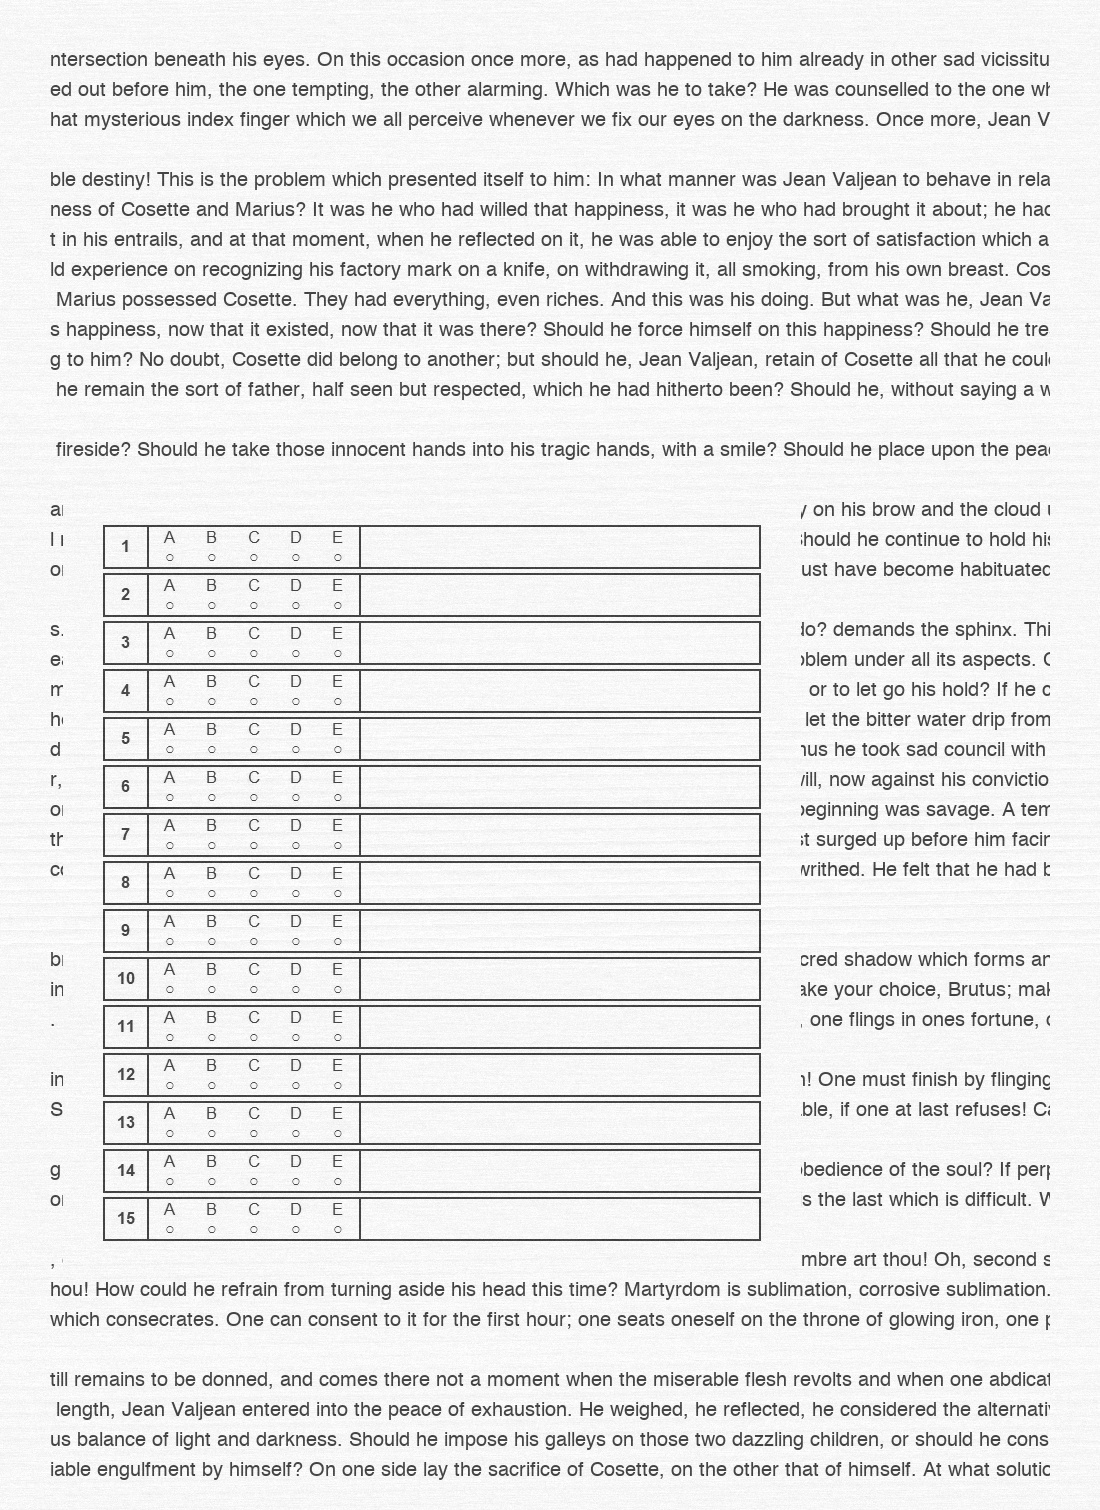 ntersection beneath his eyes. On this occasion once more, as had happened to him already in other sad vicissitu
ed out before him, the one tempting, the other alarming. Which was he to take? He was counselled to the one wh
hat mysterious index finger which we all perceive whenever we fix our eyes on the darkness. Once more, Jean V
ble destiny! This is the problem which presented itself to him: In what manner was Jean Valjean to behave in rela
ness of Cosette and Marius? It was he who had willed that happiness, it was he who had brought it about; he had
t in his entrails, and at that moment, when he reflected on it, he was able to enjoy the sort of satisfaction which a
ld experience on recognizing his factory mark on a knife, on withdrawing it, all smoking, from his own breast. Cos
Marius possessed Cosette. They had everything, even riches. And this was his doing. But what was he, Jean Va
s happiness, now that it existed, now that it was there? Should he force himself on this happiness? Should he tre
g to him? No doubt, Cosette did belong to another; but should he, Jean Valjean, retain of Cosette all that he coul
he remain the sort of father, half seen but respected, which he had hitherto been? Should he, without saying a w
fireside? Should he take those innocent hands into his tragic hands, with a smile? Should he place upon the pea
a y on his brow and the cloud
I Should he continue to hold his
o ust have become habituated
1 A B C D E
2 A B C D E
3 A B C D E
s. do? demands the sphinx. Thi
ea oblem under all its aspects.
m or to let go his hold? If he c
4 A B C D E
he let the bitter water drip from
5 A B C D E
d hus he took sad council with
r, will, now against his convictio
6 A B C D E
o beginning was savage. A tem
th st surged up before him facin
7 A B C D E
co writhed. He felt that he had b
8 A B C D E
9 A B C D E
b cred shadow which forms an
in ake your choice, Brutus; mak
10 A B C D E
. , one flings in ones fortune,
11 A B C D E
in n! One must finish by flinging
12 A B C D E
S ble, if one at last refuses! Ca
13 A B C D E
g bedience of the soul? If perp
14 A B C D E
o s the last which is difficult. W
15 A B C D E
, mbre art thou! Oh, second s
hou! How could he refrain from turning aside his head this time? Martyrdom is sublimation, corrosive sublimation.
which consecrates. One can consent to it for the first hour; one seats oneself on the throne of glowing iron, one p
till remains to be donned, and comes there not a moment when the miserable flesh revolts and when one abdicat
length, Jean Valjean entered into the peace of exhaustion. He weighed, he reflected, he considered the alternativ
us balance of light and darkness. Should he impose his galleys on those two dazzling children, or should he cons
iable engulfment by himself? On one side lay the sacrifice of Cosette, on the other that of himself. At what solutio